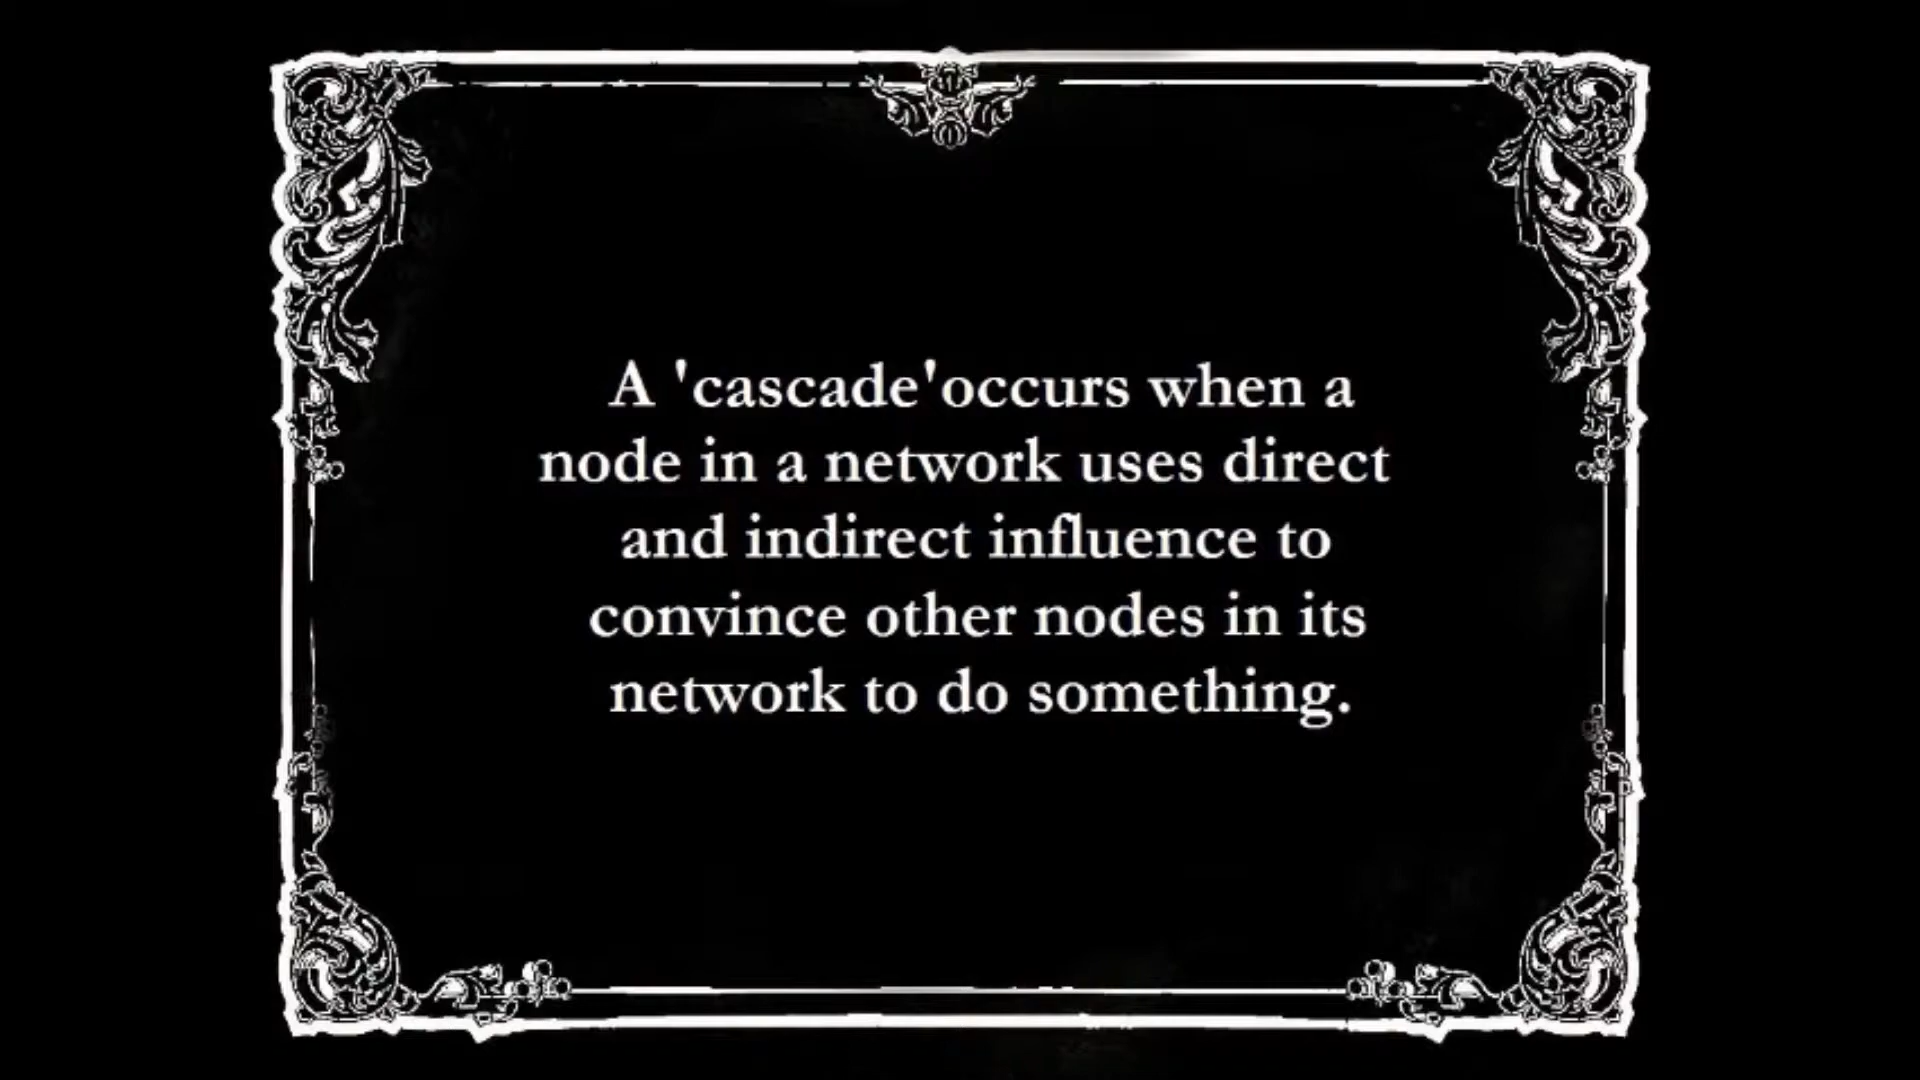 A 'cascade'occurs when a
node in a network uses direct
and indirect influence to
convince other nodes in its
network to do something.